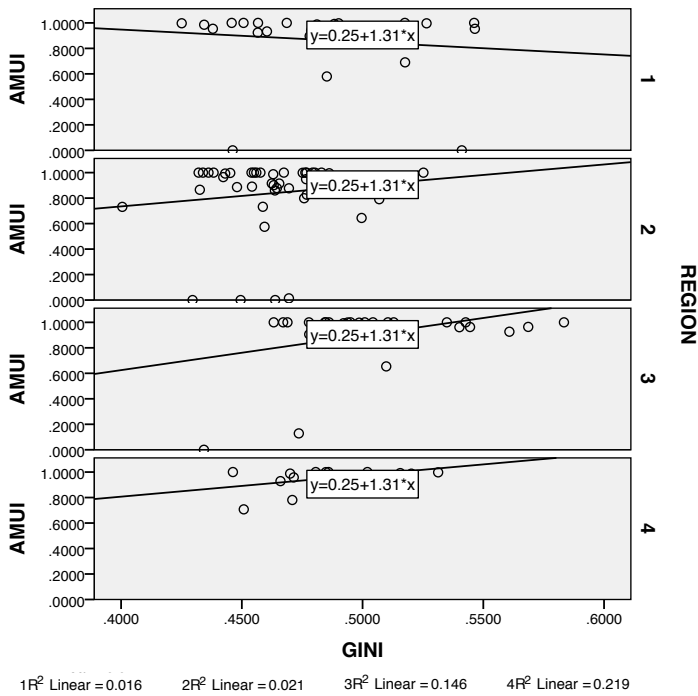 AMUI
1.0000
.8000
.6000
.4000
.2000
.0000
y=0.25+1.31*x
1
AMUI
1.0000
.8000
.6000
.4000
.2000
.0000
y=0.25+1.31*x
2
REGION
AMUI
1.0000
.8000
.6000
.4000
.2000
.0000
y=0.25+1.31*x
3
AMUI
1.0000
.8000
.6000
.4000
.2000
.0000
y=0.25+1.31*x
4
.4000 .4500 .5000 .5500 .6000
GINI
1R² Linear = 0.016 2R² Linear = 0.021 3R² Linear = 0.146 4R² Linear = 0.219